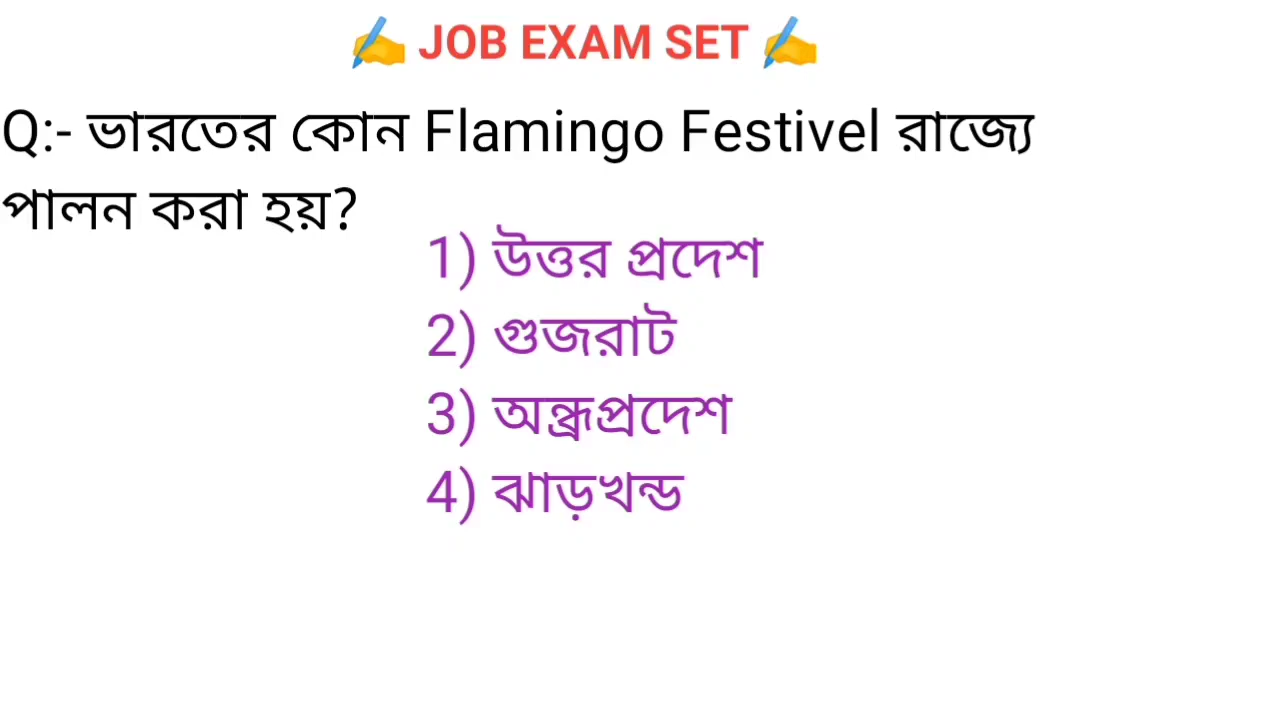 ✍️ JOB EXAM SET ✍️
Q:- ভারতের কোন Flamingo Festivel রাজ্যে
পালন করা হয়?
1) উত্তর প্রদেশ
2) গুজরাট
3) অন্ধ্রপ্রদেশ
4) ঝাড়খন্ড